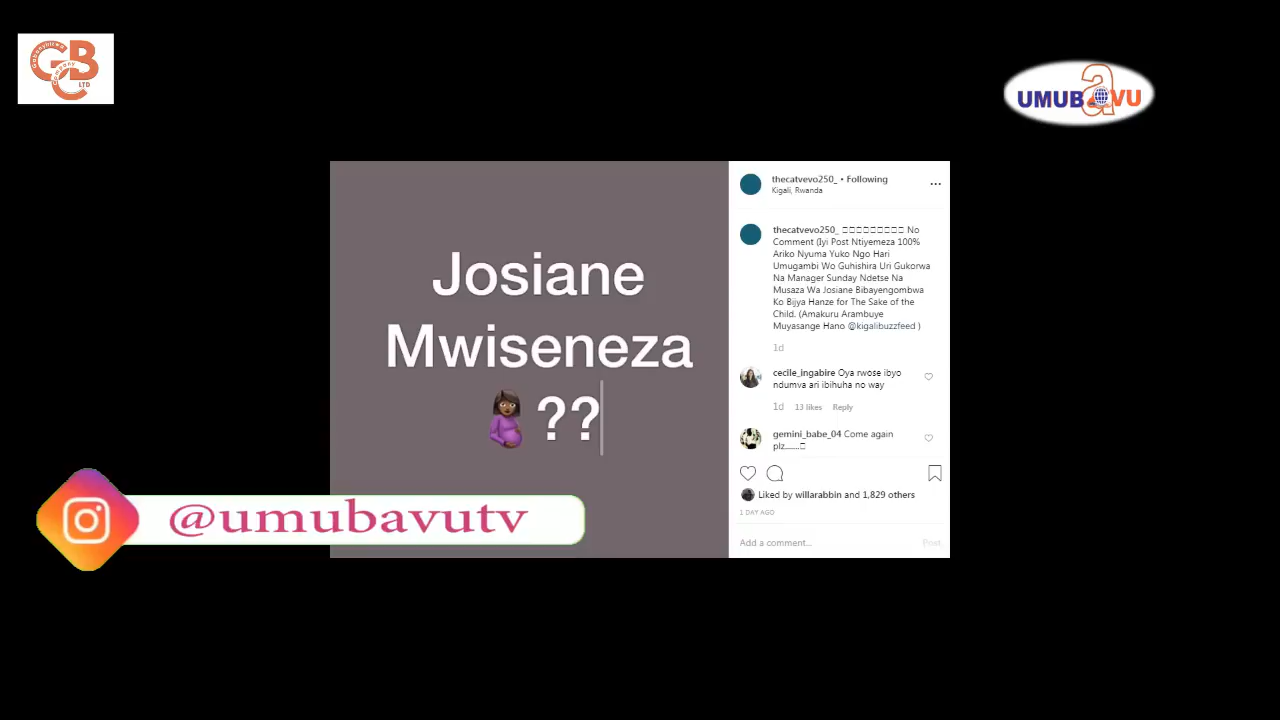 GBC
Gabanyirizwa
Company
LTD
UMUBaVU
thecatvevo250_ • Following
Kigali, Rwanda
Josiane
Mwiseneza
??
thecatvevo250_ □□□□□□□□□ No
Comment (Iyi Post Ntiyemeza 100%
Ariko Nyuma Yuko Ngo Hari
Umugambi Wo Guhishira Uri Gukorwa
Na Manager Sunday Ndetse Na
Musaza Wa Josiane Bibayengombwa
Ko Bijya Hanze for The Sake of the
Child. (Amakuru Arambuye
Muyasange Hano @kigalibuzzfeed )
1d
cecile_ingabire Oya rwose ibyo
ndumva ari ibihuha no way
1d 13 likes Reply
gemini_babe_04 Come again
plz......□
Liked by willarabbin and 1,829 others
1 DAY AGO
Add a comment... Post
@umubavutv